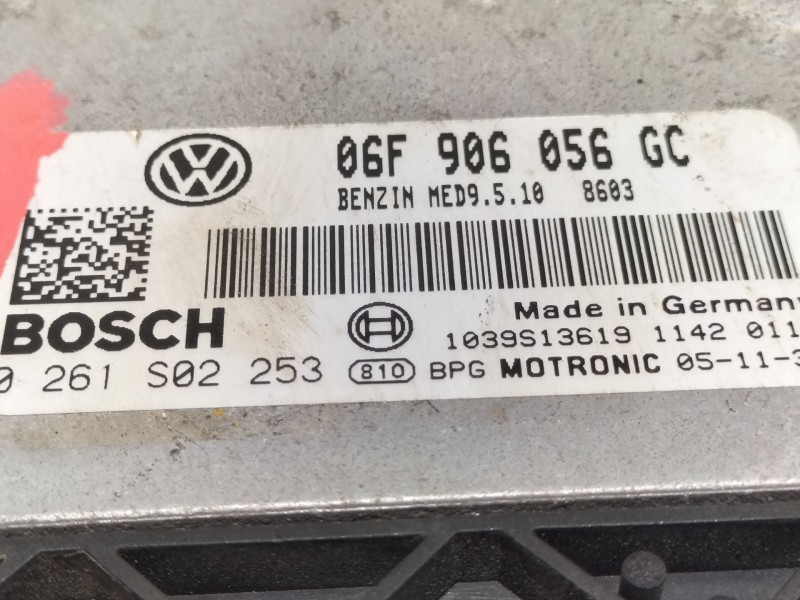 06F 906 056 GC
BENZIN MED9.5.10 8603
BOSCH
Made in German
1039S13619 1142 011
0 261 S02 253 810 BPG MOTRONIC 05-11-3